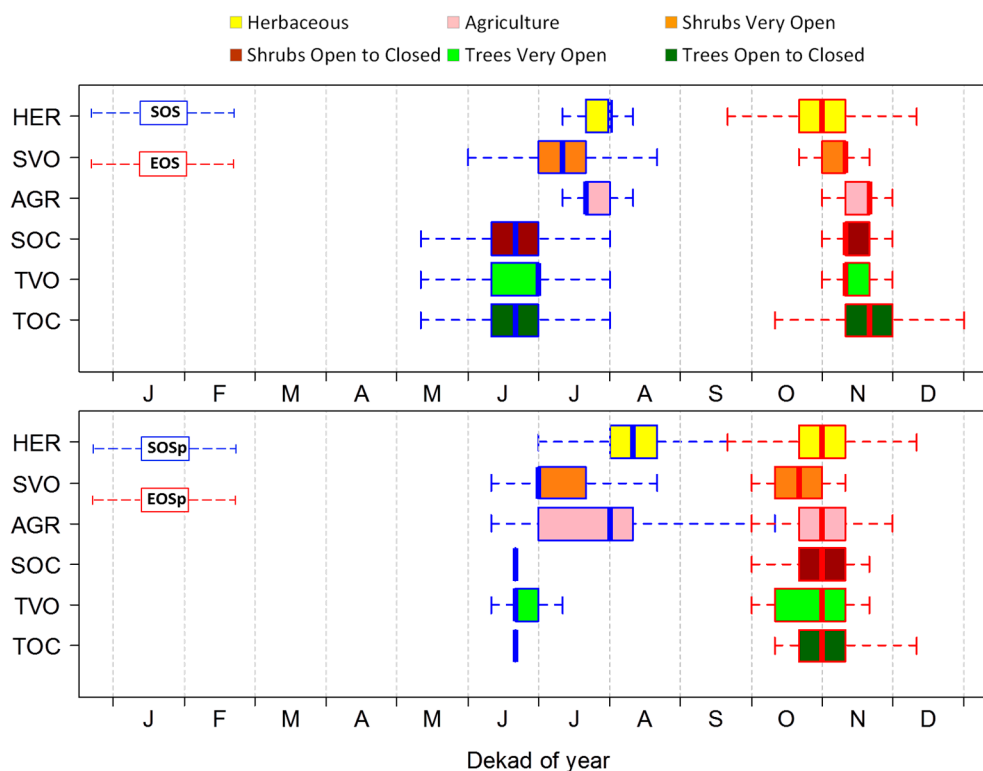 Herbaceous Agriculture Shrubs Very Open
Shrubs Open to Closed Trees Very Open Trees Open to Closed
HER
SOS
SVO
EOS
AGR
SOC
TVO
TOC
J F M A M J J A S O N D
HER
SOSp
SVO
EOSp
AGR
SOC
TVO
TOC
J F M A M J J A S O N D
Dekad of year